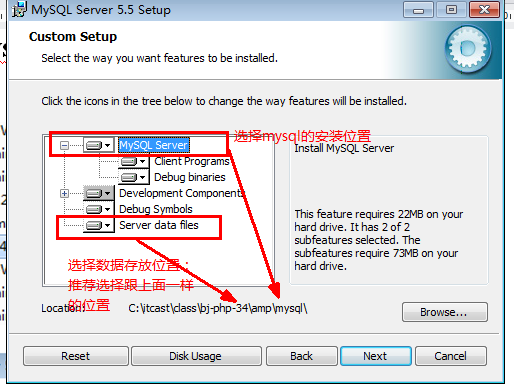 MySQL Server 5.5 Setup
Custom Setup
Select the way you want features to be installed.
Click the icons in the tree below to change the way features will be installed.
选择mysql的安装位置
MySQL Server
Client Programs
Debug binaries
Development Components
Debug Symbols
Server data files
Install MySQL Server
This feature requires 22MB on your
hard drive. It has 2 of 2
subfeatures selected. The
subfeatures require 73MB on your
hard drive.
选择数据存放位置：
推荐选择跟上面一样
的位置
Location: C:\itcast\class\bj-php-34\amp\mysql\
Browse...
Reset Disk Usage Back Next Cancel